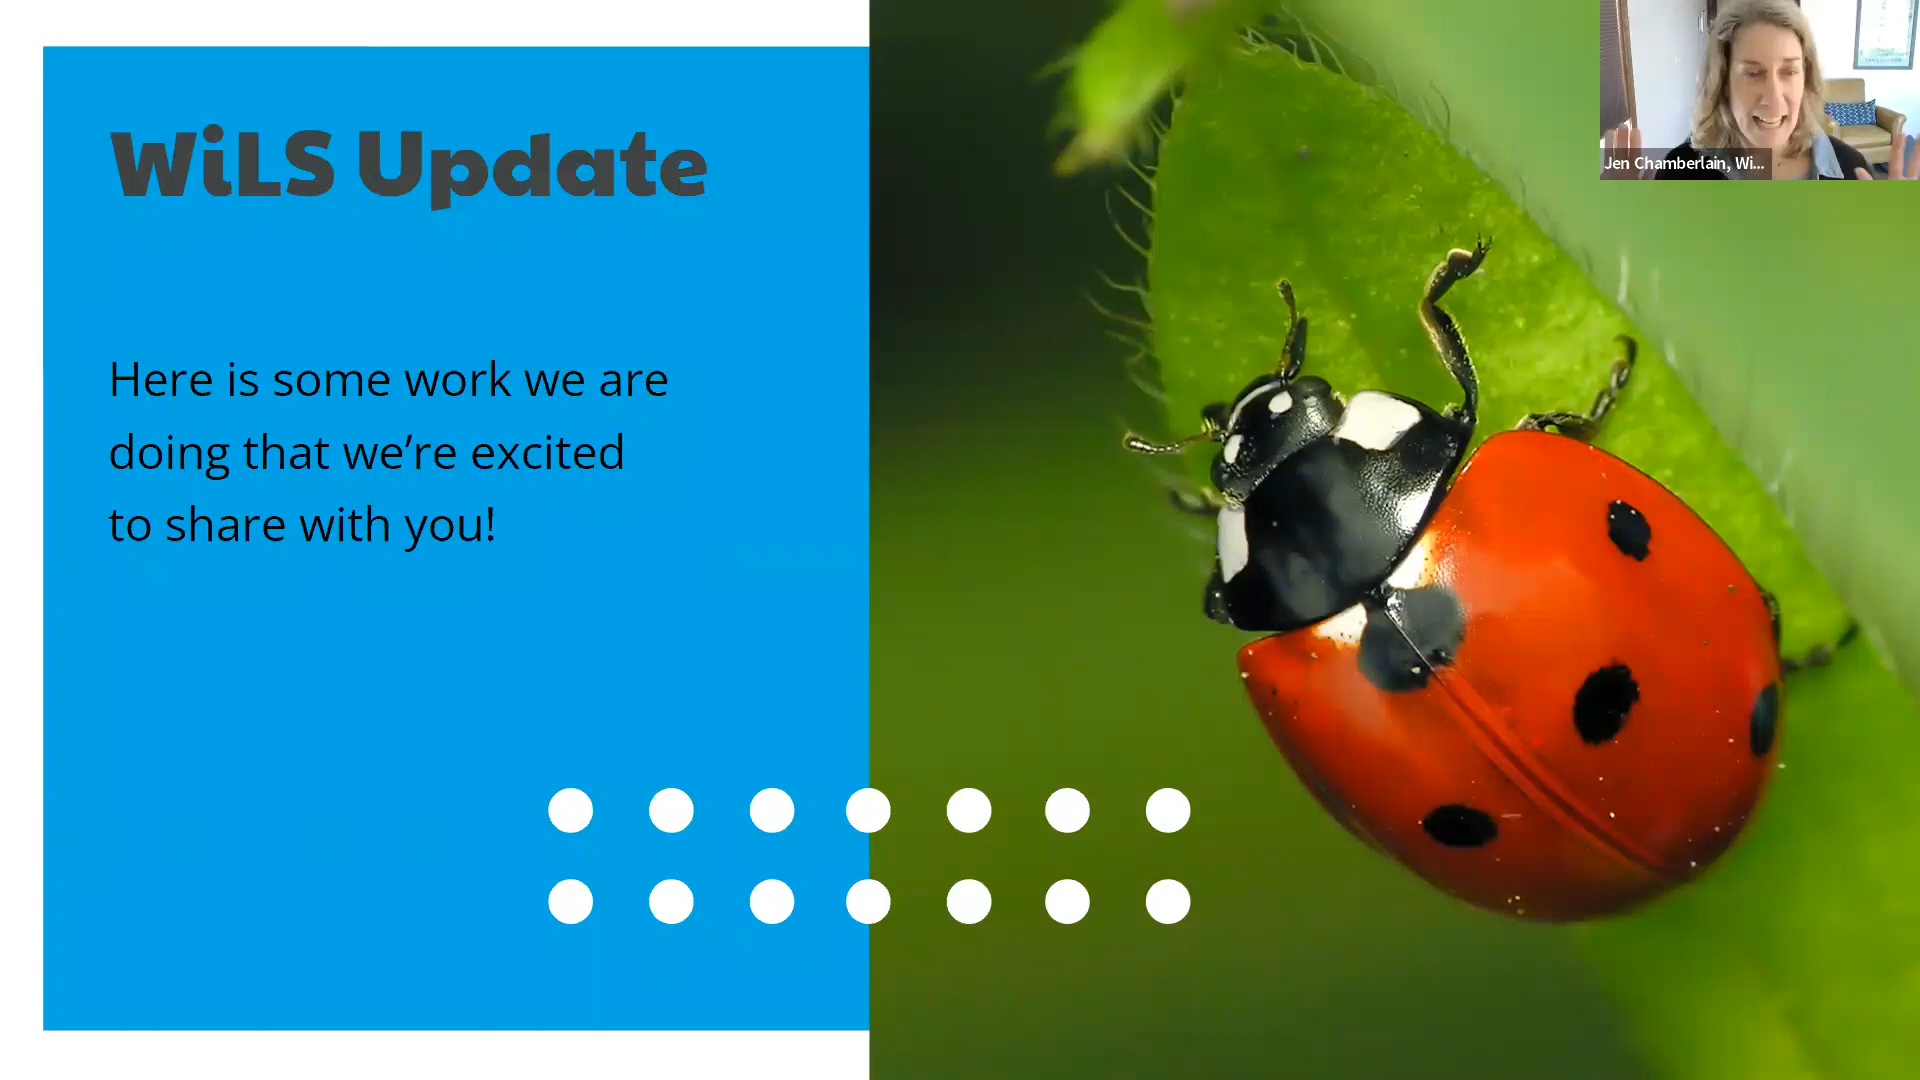 WiLS Update
Here is some work we are
doing that we’re excited
to share with you!
Jen Chamberlain, Wi...